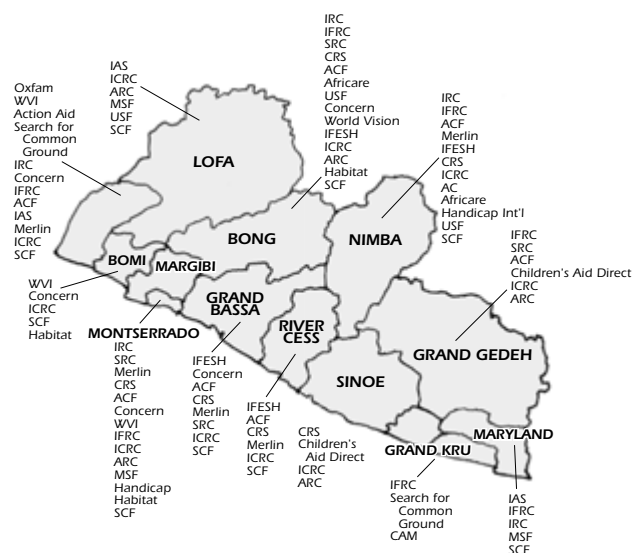 IRC
IFRC
SRC
CRS
ACF
Africare
USF
Concern
World Vision
IFESH
ICRC
ARC
Habitat
SCF
IAS
ICRC
ARC
MSF
USF
SCF
Oxfam
WVI
Action Aid
Search for
Common
Ground
IRC
Concern
IFRC
ACF
IAS
Merlin
ICRC
SCF
IRC
IFRC
ACF
Merlin
IFESH
CRS
ICRC
AC
Africare
Handicap Int'l
USF
SCF
IFRC
SRC
ACF
Children's Aid Direct
ICRC
ARC
LOFA
BONG
NIMBA
BOMI
MARGIBI
GRAND
BASSA
MONTSERRADO
RIVER
CESS
GRAND GEDEH
SINOE
MARYLAND
GRAND KRU
WVI
Concern
ICRC
SCF
Habitat
IRC
SRC
Merlin
CRS
ACF
Concern
WVI
IFRC
ICRC
ARC
MSF
Handicap
Habitat
SCF
IFESH
Concern
ACF
CRS
Merlin
SRC
ICRC
SCF
IFESH
ACF
CRS
Merlin
ICRC
SCF
CRS
Children's
Aid Direct
ICRC
ARC
IFRC
Search for
Common
Ground
CAM
IAS
IFRC
IRC
MSF
SCF